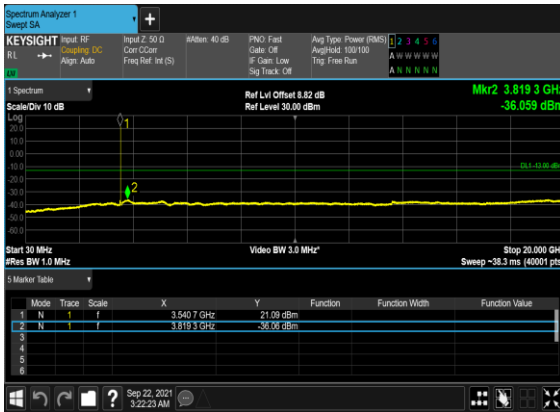 Spectrum Analyzer 1
Swept SA
+
KEYSIGHT Input: RF Input Z: 50 Ω #Atten: 40 dB PNO: Fast Avg Type: Power (RMS) 1 2 3 4 5 6
RL Coupling: DC Corr CCorr Gate: Off Avg|Hold: 100/100 A W W W W W
Align: Auto Freq Ref: Int (S) IF Gain: Low Trig: Free Run
LXI Sig Track: Off A N N N N N
1 Spectrum Ref Lvl Offset 8.82 dB Mkr2 3.819 3 GHz
Scale/Div 10 dB Ref Level 30.00 dBm -36.059 dBm
Log
1
20.0
10.0
0.00
-10.0
DL1 -13.00 dBm
-20.0
-30.0
2
-40.0
-50.0
-60.0
Start 30 MHz Video BW 3.0 MHz* Stop 20.000 GHz
#Res BW 1.0 MHz Sweep ~38.3 ms (40001 pts)
5 Marker Table
Mode Trace Scale X Y Function Function Width Function Value
1 N 1 f 3.540 7 GHz 21.09 dBm
2 N 1 f 3.819 3 GHz -36.06 dBm
3
4
5
6
? Sep 22, 2021
3:22:23 AM